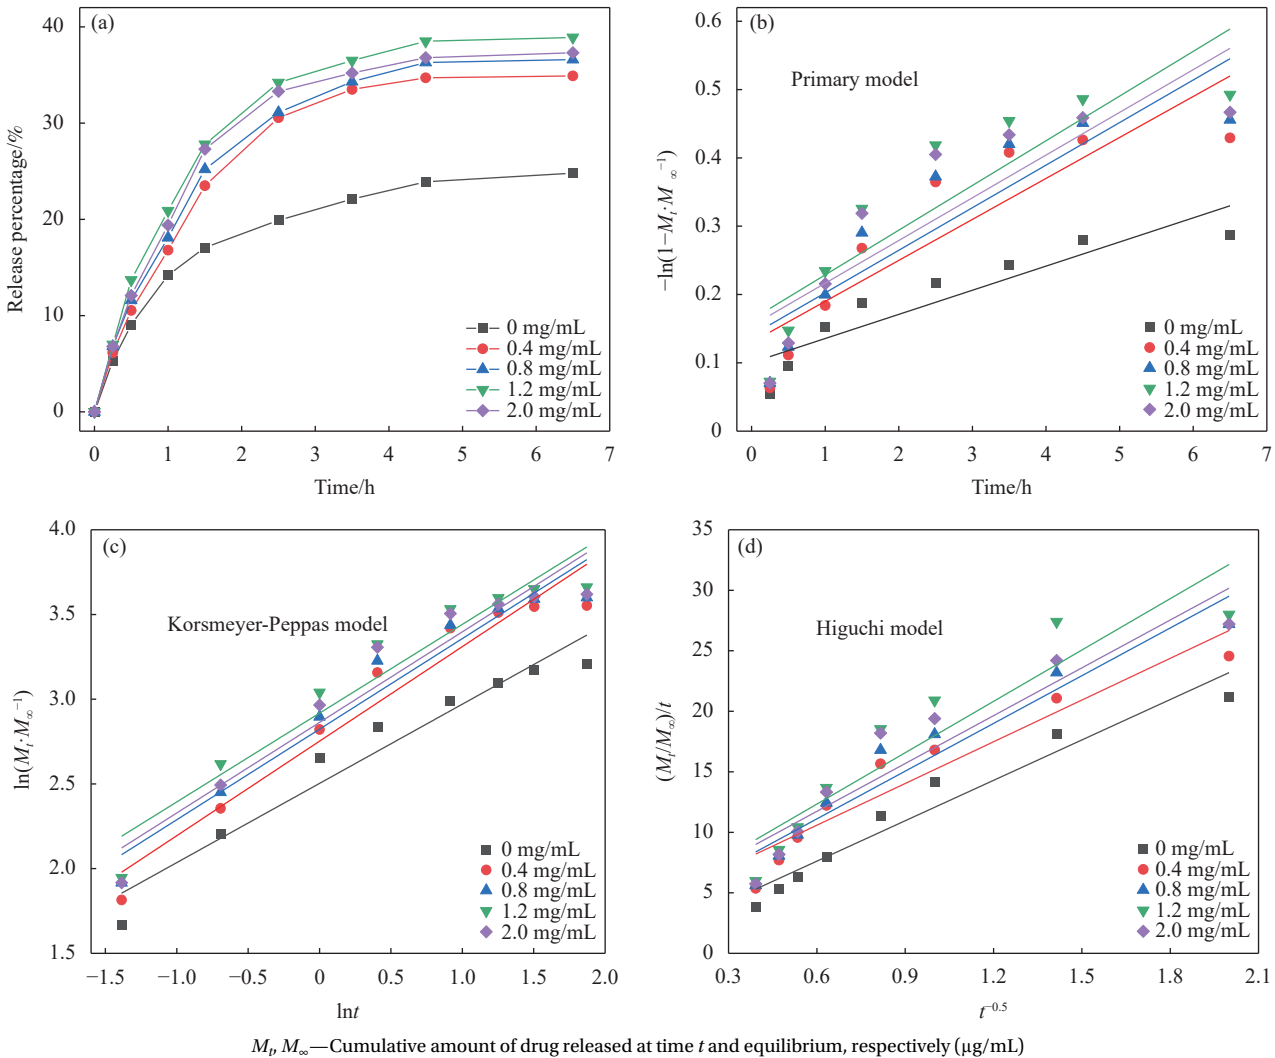 (a)
40
30
20
10
0
Release percentage/%
0 mg/mL
0.4 mg/mL
0.8 mg/mL
1.2 mg/mL
2.0 mg/mL
0 1 2 3 4 5 6 7
Time/h
(b)
Primary model
0.6
0.5
0.4
0.3
0.2
0.1
0
−ln(1−M_t·M_∞^−1)
0 mg/mL
0.4 mg/mL
0.8 mg/mL
1.2 mg/mL
2.0 mg/mL
0 1 2 3 4 5 6 7
Time/h
(c)
Korsmeyer-Peppas model
4.0
3.5
3.0
2.5
2.0
1.5
ln(M_t·M_∞^−1)
0 mg/mL
0.4 mg/mL
0.8 mg/mL
1.2 mg/mL
2.0 mg/mL
−1.5 −1.0 −0.5 0 0.5 1.0 1.5 2.0
lnt
(d)
Higuchi model
35
30
25
20
15
10
5
0
(M_t/M_∞)/t
0 mg/mL
0.4 mg/mL
0.8 mg/mL
1.2 mg/mL
2.0 mg/mL
0.3 0.6 0.9 1.2 1.5 1.8 2.1
t^−0.5
M_t, M_∞—Cumulative amount of drug released at time t and equilibrium, respectively (μg/mL)